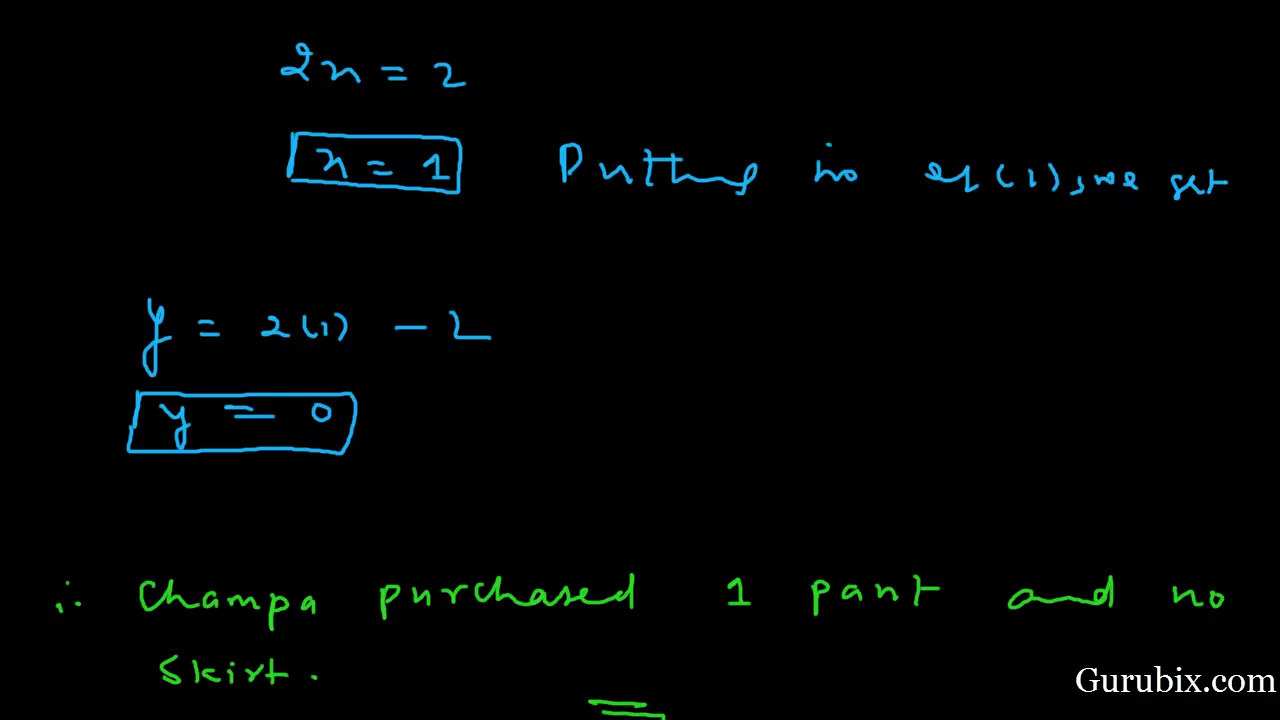 2x = 2
x = 1 Putting in eq(1), we get
y = 2(1) - 2
y = 0
∴ Champa purchased 1 pant and no
skirt.
Gurubix.com